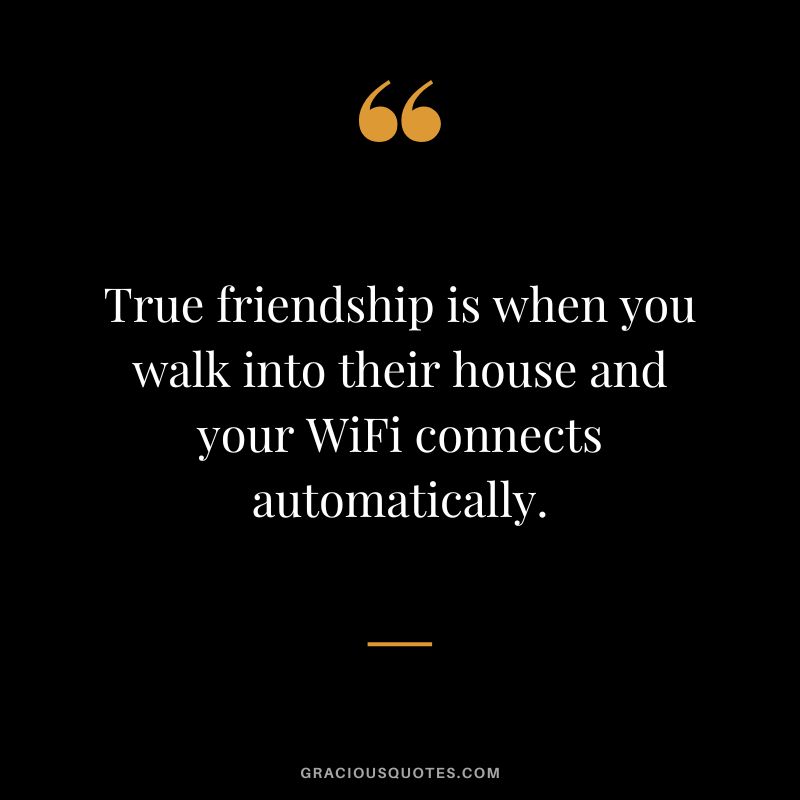 “
True friendship is when you
walk into their house and
your WiFi connects
automatically.
GRACIOUSQUOTES.COM